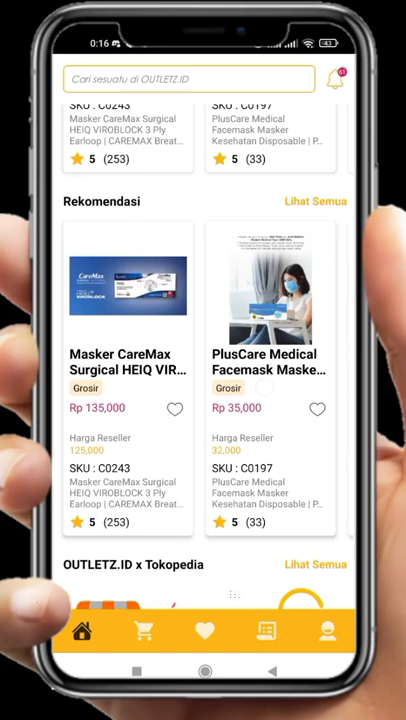 0:16
43
Cari sesuatu di OUTLETZ.ID
61
SKU : C0243
Masker CareMax Surgical
HEIQ VIROBLOCK 3 Ply
Earloop | CAREMAX Breat...
5 (253)
SKU : C0197
PlusCare Medical
Facemask Masker
Kesehatan Disposable | P...
5 (33)
Rekomendasi
Lihat Semua
CareMax
VIROBLOCK
Masker CareMax
Surgical HEIQ VIR...
Grosir
Rp 135,000
Harga Reseller
125,000
SKU : C0243
Masker CareMax Surgical
HEIQ VIROBLOCK 3 Ply
Earloop | CAREMAX Breat...
5 (253)
PlusCare Medical
Facemask Maske...
Grosir
Rp 35,000
Harga Reseller
32,000
SKU : C0197
PlusCare Medical
Facemask Masker
Kesehatan Disposable | P...
5 (33)
OUTLETZ.ID x Tokopedia
Lihat Semua